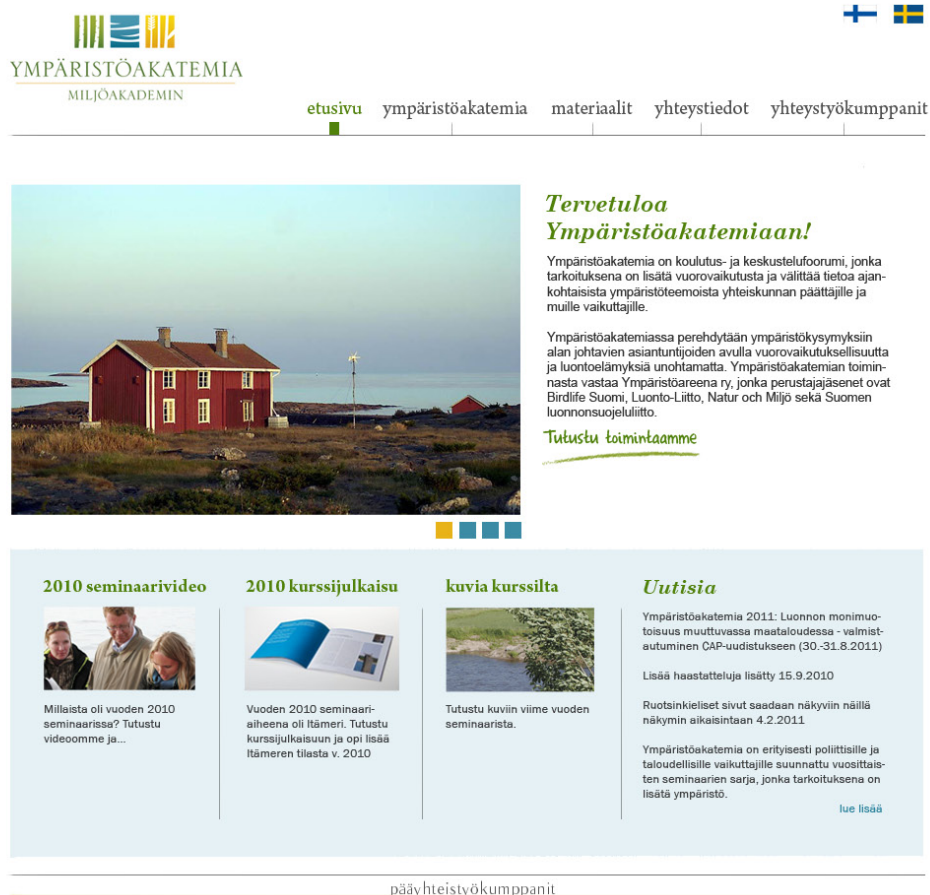 YMPÄRISTÖAKATEMIA
MILJÖAKADEMIN
etusivu ympäristöakatemia materiaalit yhteystiedot yhteystyökumppanit
Tervetuloa
Ympäristöakatemiaan!
Ympäristöakatemia on koulutus- ja keskustelufoorumi, jonka
tarkoituksena on lisätä vuorovaikutusta ja välittää tietoa ajan-
kohtaisista ympäristöteemoista yhteiskunnan päättäjille ja
muille vaikuttajille.
Ympäristöakatemiassa perehdytään ympäristökysymyksiin
alan johtavien asiantuntijoiden avulla vuorovaikutuksellisuutta
ja luontoelämyksiä unohtamatta. Ympäristöakatemian toimin-
nasta vastaa Ympäristöareena ry, jonka perustajajäsenet ovat
Birdlife Suomi, Luonto-Liitto, Natur och Miljö sekä Suomen
luonnonsuojeluliitto.
Tutustu toimintaamme
2010 seminaarivideo
Millaista oli vuoden 2010
seminaarissa? Tutustu
videoomme ja...
2010 kurssijulkaisu
Vuoden 2010 seminaari-
aiheena oli Itämeri. Tutustu
kurssijulkaisuun ja opi lisää
Itämeren tilasta v. 2010
kuvia kurssilta
Tutustu kuviin viime vuoden
seminaarista.
Uutisia
Ympäristöakatemia 2011: Luonnon monimuo-
toisuus muuttuvassa maataloudessa - valmist-
autuminen CAP-uudistukseen (30.-31.8.2011)
Lisää haastatteluja lisätty 15.9.2010
Ruotsinkieliset sivut saadaan näkyviin näillä
näkymin aikaisintaan 4.2.2011
Ympäristöakatemia on erityisesti poliittisille ja
taloudellisille vaikuttajille suunnattu vuosittais-
ten seminaarien sarja, jonka tarkoituksena on
lisätä ympäristö.
lue lisää
pääyhteistyökumppanit